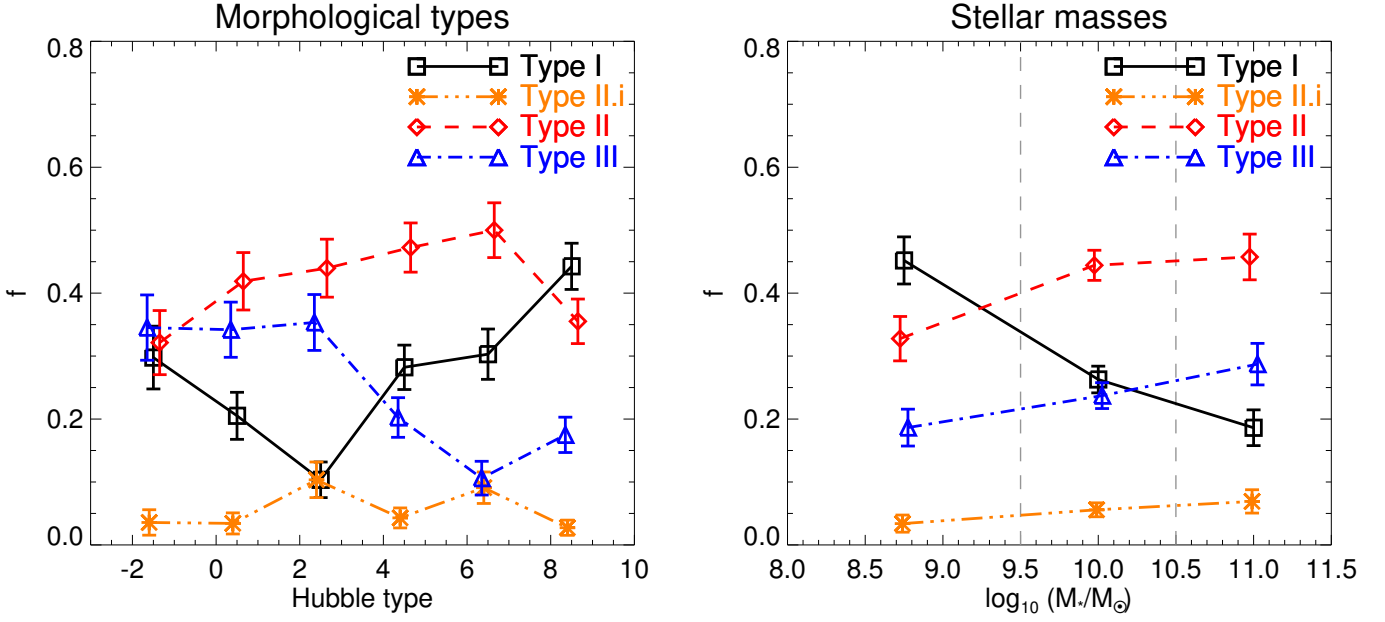 Morphological types
0.8
0.6
0.4
0.2
0.0
f
Type I
Type II.i
Type II
Type III
-2 0 2 4 6 8 10
Hubble type
Stellar masses
0.8
0.6
0.4
0.2
0.0
f
Type I
Type II.i
Type II
Type III
8.0 8.5 9.0 9.5 10.0 10.5 11.0 11.5
log₁₀ (M*/M☉)